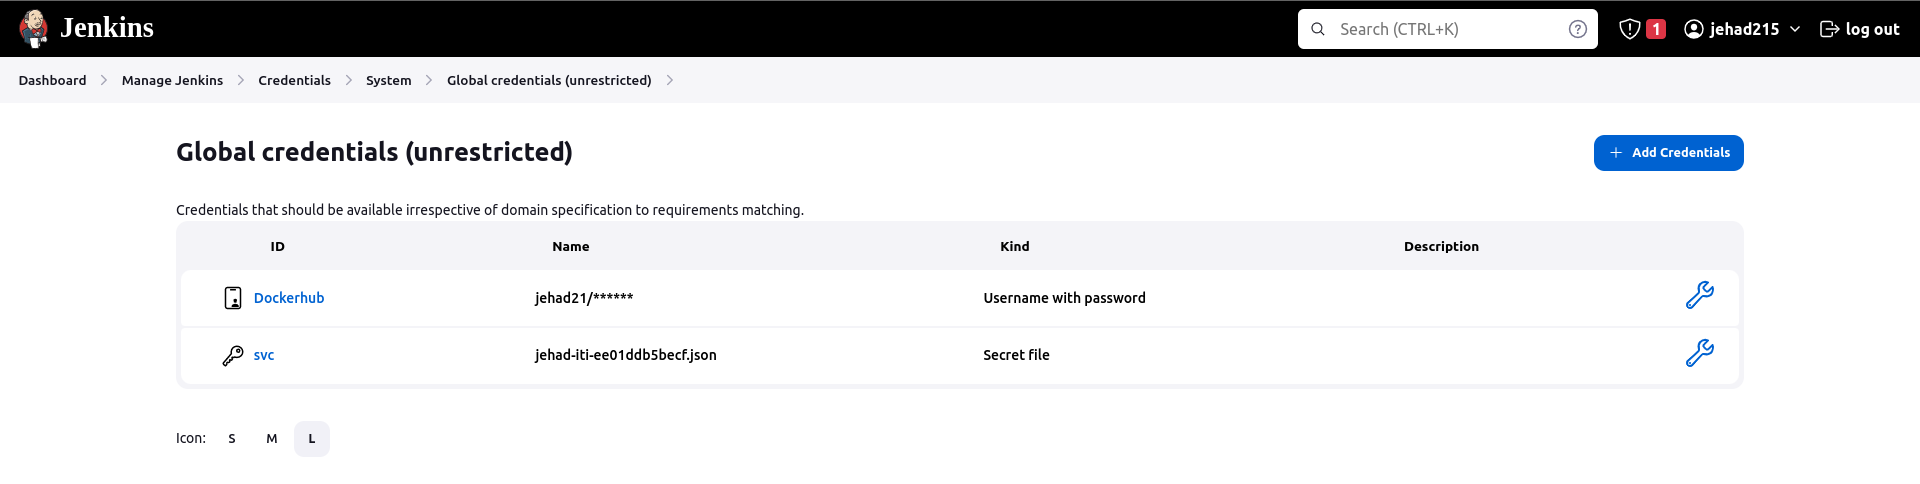 Jenkins
Search (CTRL+K)
1
jehad215
log out
Dashboard
Manage Jenkins
Credentials
System
Global credentials (unrestricted)
Global credentials (unrestricted)
Add Credentials
Credentials that should be available irrespective of domain specification to requirements matching.
ID Name Kind Description
Dockerhub jehad21/****** Username with password
svc jehad-iti-ee01ddb5becf.json Secret file
Icon: S M L